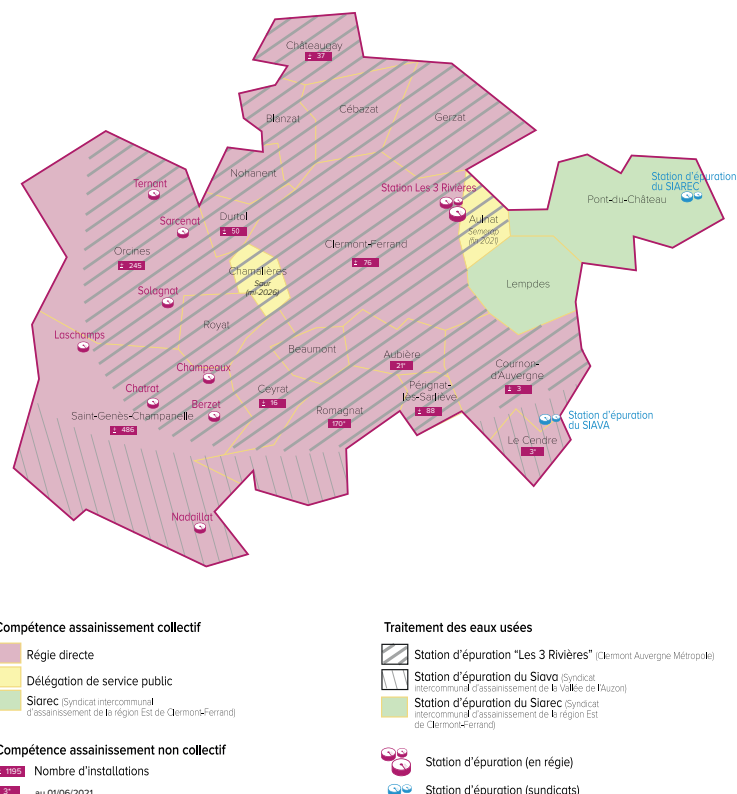 Châteaugay
± 37
Cébazat
Blanzat
Gerzat
Nohanent
Ternant
Station Les 3 Rivières
Station d'épuration
du SIAREC
Pont-du-Château
Durtol
± 50
Sarcenat
Aulnat
Semerap
(fin 2021)
Orcines
± 245
Clermont-Ferrand
± 76
Chamalières
Saur
(mi-2026)
Lempdes
Solagnat
Royat
Laschamps
Beaumont
Aubière
21*
Champeaux
Cournon-
d'Auvergne
± 3
Chatrat
Berzet
Ceyrat
± 16
Pérignat-
lès-Sarliève
± 88
Saint-Genès-Champanelle
± 486
Romagnat
170*
Station d'épuration
du SIAVA
Le Cendre
3*
Nadaillat
Compétence assainissement collectif
Régie directe
Délégation de service public
Siarec (Syndicat intercommunal
d'assainissement de la région Est de Clermont-Ferrand)
Compétence assainissement non collectif
± 1195 Nombre d'installations
3* au 01/06/2021
Traitement des eaux usées
Station d'épuration "Les 3 Rivières" (Clermont Auvergne Métropole)
Station d'épuration du Siava (Syndicat
intercommunal d'assainissement de la Vallée de l'Auzon)
Station d'épuration du Siarec (Syndicat
intercommunal d'assainissement de la région Est
de Clermont-Ferrand)
Station d'épuration (en régie)
Station d'épuration (syndicats)